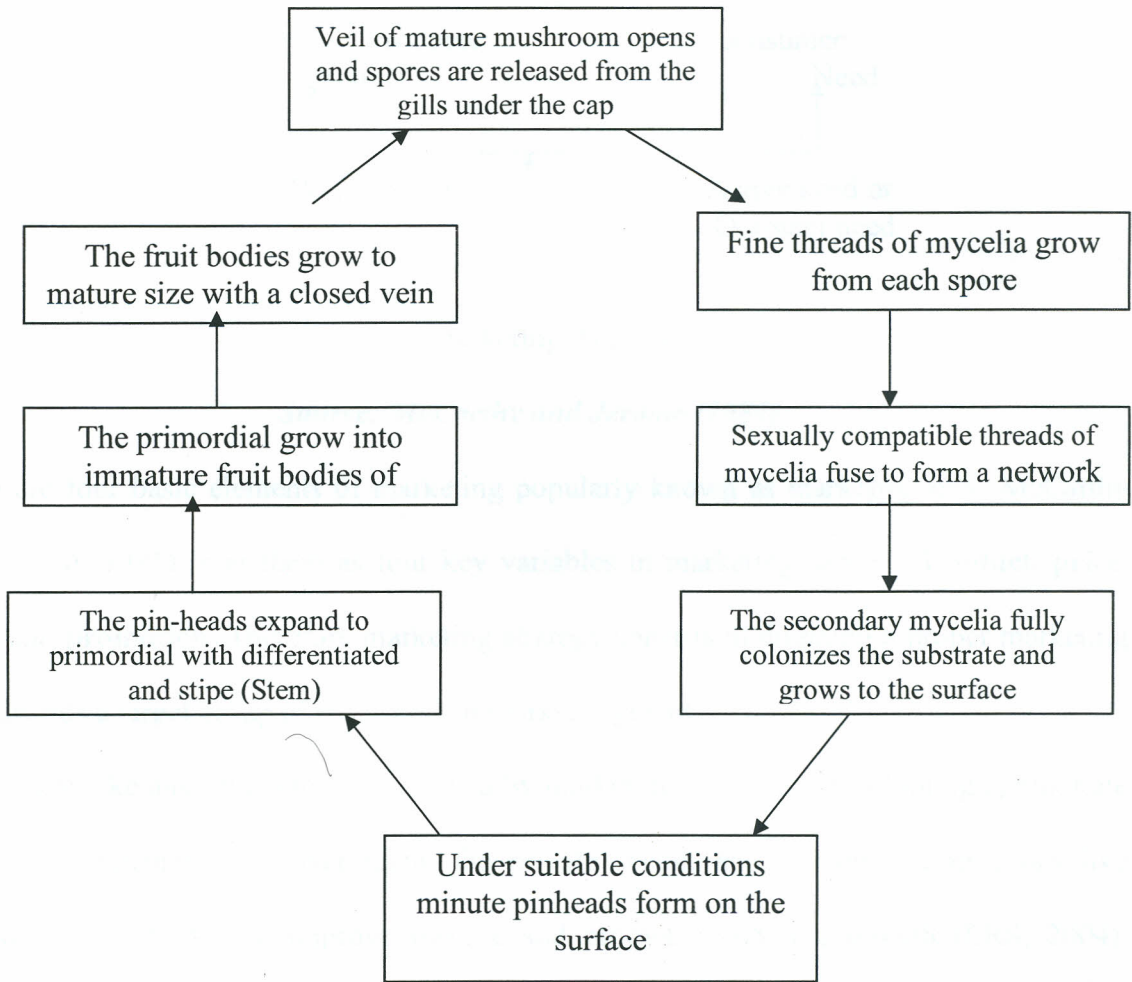 Veil of mature mushroom opens
and spores are released from the
gills under the cap
Fine threads of mycelia grow
from each spore
Sexually compatible threads of
mycelia fuse to form a network
The secondary mycelia fully
colonizes the substrate and
grows to the surface
Under suitable conditions
minute pinheads form on the
surface
The pin-heads expand to
primordial with differentiated
and stipe (Stem)
The primordial grow into
immature fruit bodies of
The fruit bodies grow to
mature size with a closed vein